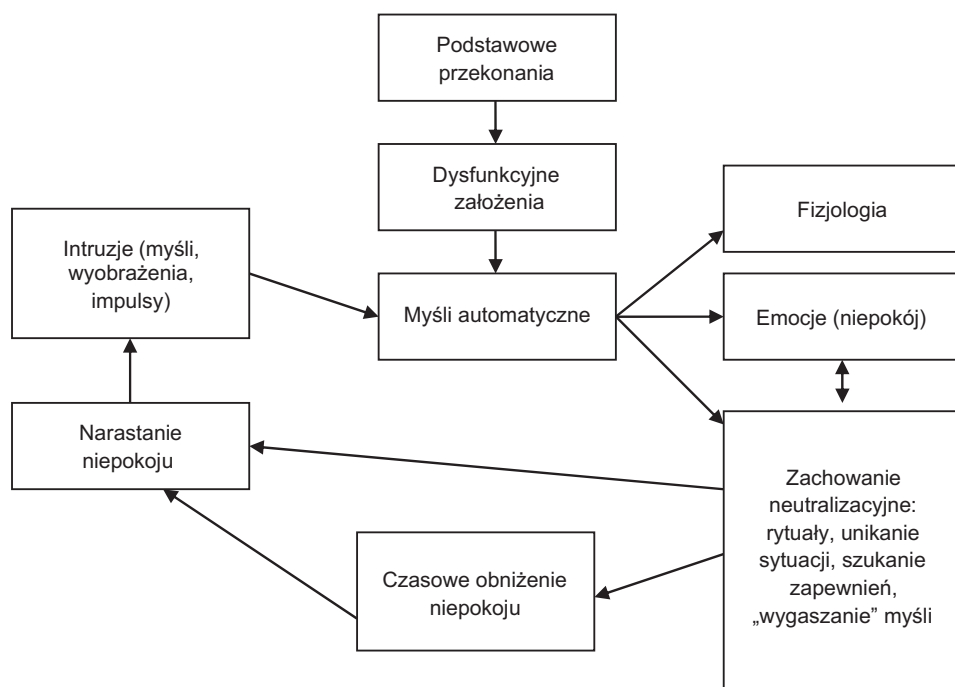 Podstawowe
przekonania
Dysfunkcyjne
założenia
Fizjologia
Intruzje (myśli,
wyobrażenia,
impulsy)
Myśli automatyczne
Emocje (niepokój)
Narastanie
niepokoju
Zachowanie
neutralizacyjne:
rytuały, unikanie
sytuacji, szukanie
zapewnień,
„wygaszanie” myśli
Czasowe obniżenie
niepokoju